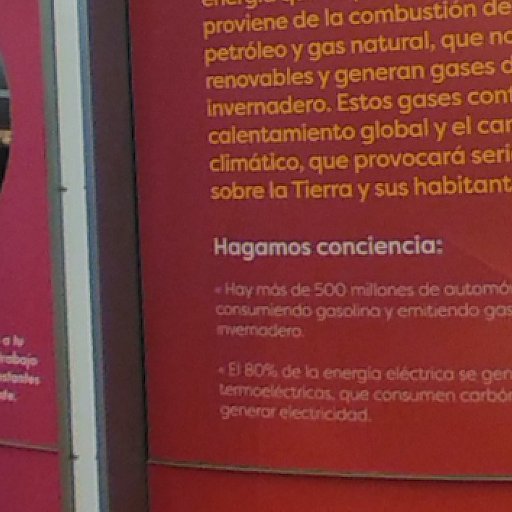 proviene de la combustión de
petróleo y gas natural, que no
renovables y generan gases d
invernadero. Estos gases cont
calentamiento global y el ca
climático, que provocará seri
sobre la Tierra y sus habitant
Hagamos conciencia:
• Hay más de 500 millones de automó
consumiendo gasolina y emitiendo gas
invernadero.
• El 80% de la energía eléctrica se gen
termoeléctricas, que consumen carbó
generar electricidad.
a tu
trabajo